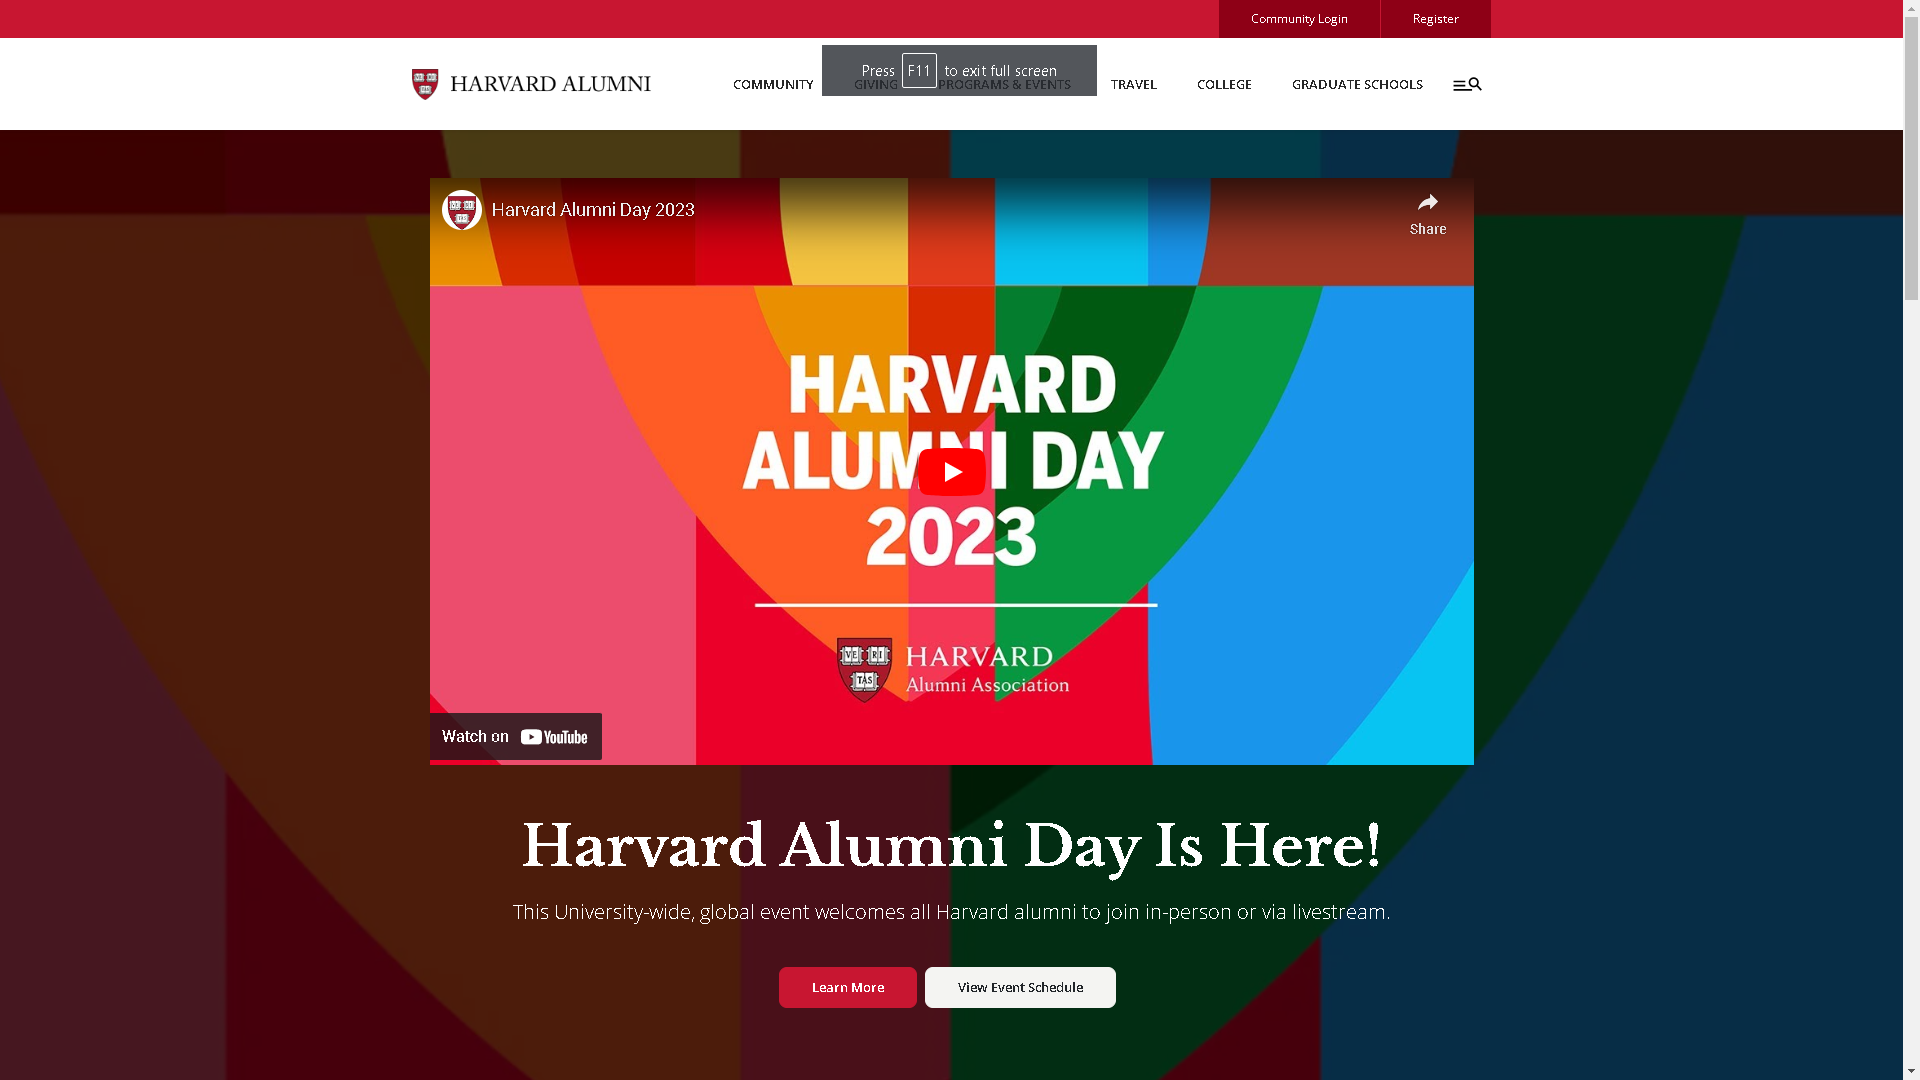 Community Login
Register
HARVARD ALUMNI
COMMUNITY
GIVING
PROGRAMS & EVENTS
TRAVEL
COLLEGE
GRADUATE SCHOOLS
Press F11 to exit full screen
Harvard Alumni Day 2023
Share
HARVARD
ALUMNI DAY
2023
VE RI
TAS
HARVARD
Alumni Association
Watch on YouTube
Harvard Alumni Day Is Here!
This University-wide, global event welcomes all Harvard alumni to join in-person or via livestream.
Learn More
View Event Schedule